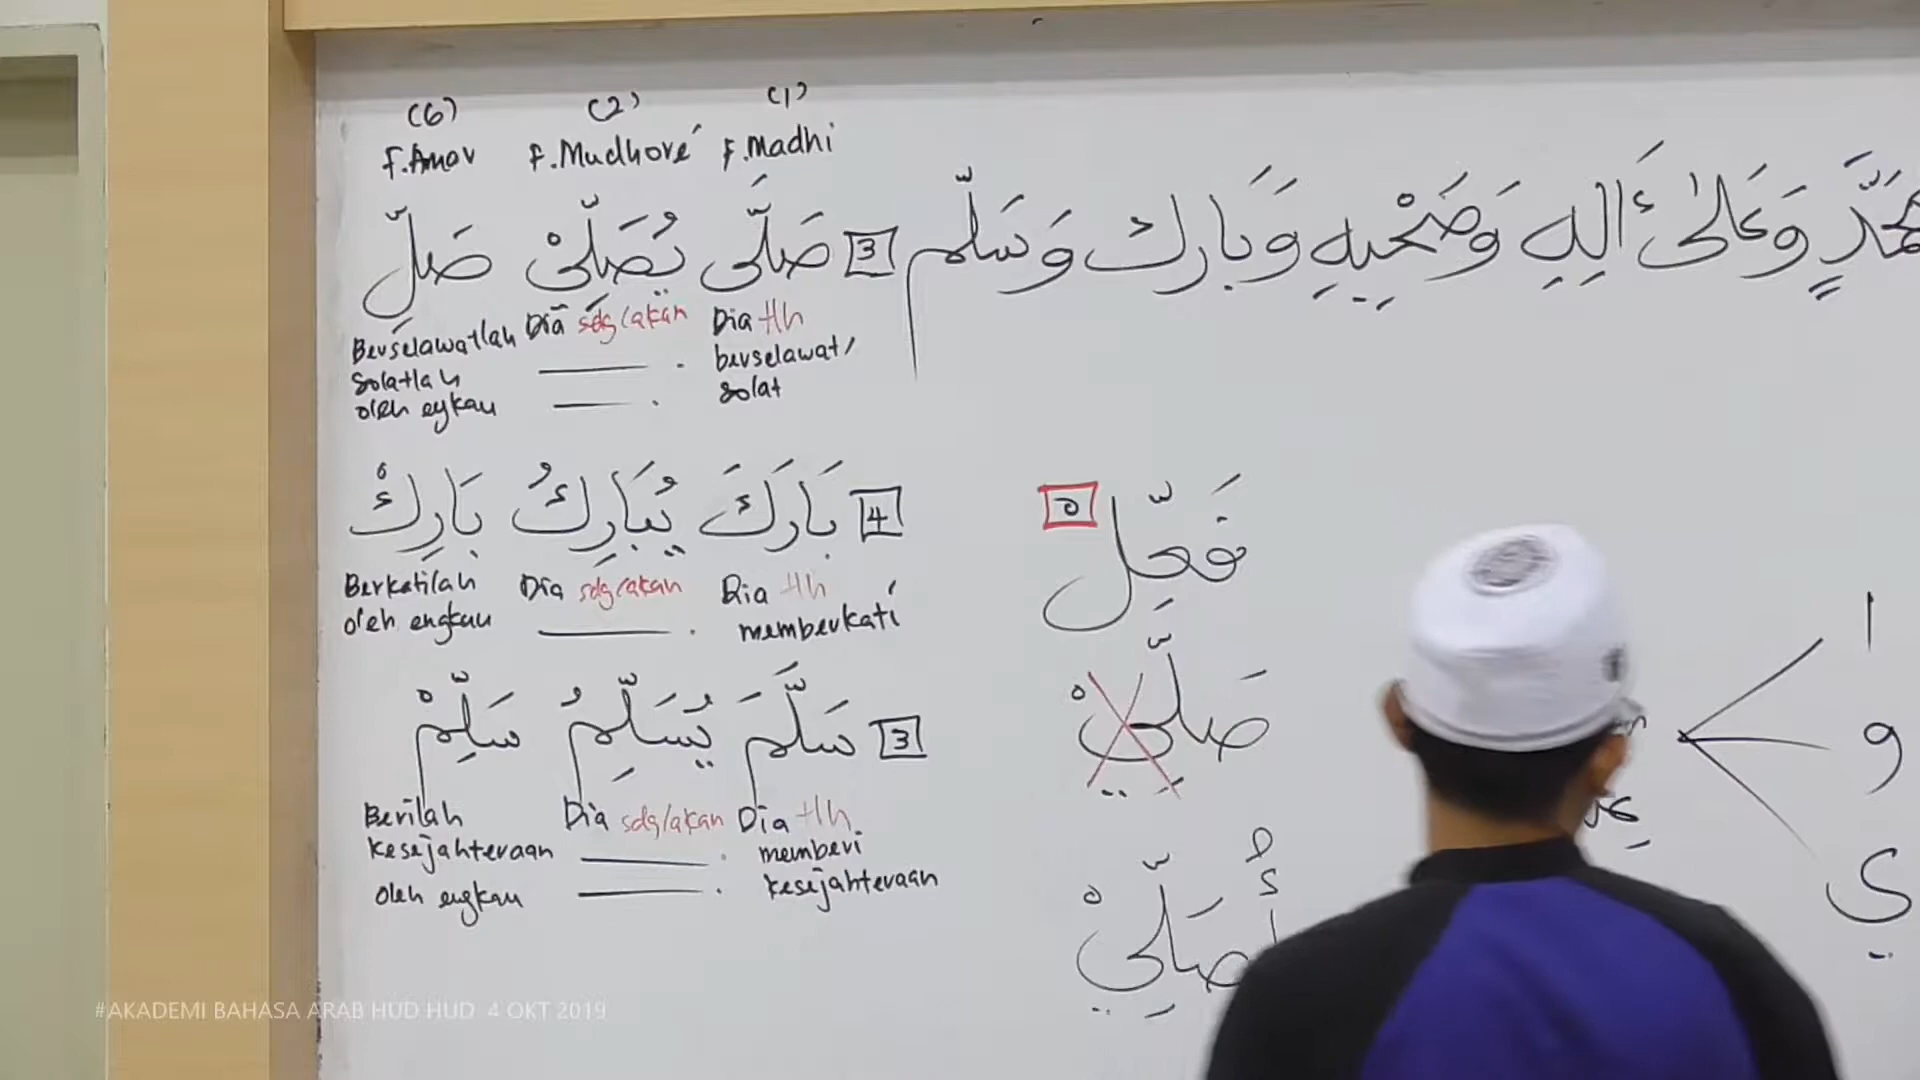 (6) (2) (1)
F.Amar F.Mudhore' F.Madhi
مَّدٍ وَعَالىٰ أَلِهِ وَصَحْبِهِ وَبَارِك وَسَلِّم
3 صَلَّى يُصَلِّيْ صَلِّ
Berselawatlah Dia sdg/akan Dia tlh
berselawat/
solatlah solat
oleh engkau
4 بَارَكَ يُبَارِكُ بَارِكْ
Berkatilah Dia sdg/akan Dia tlh
oleh engkau memberkati
3 سَلَّمَ يُسَلِّمُ سَلِّمْ
Berilah Dia sdg/akan Dia tlh
kesejahteraan memberi
oleh engkau kesejahteraan
فَعِّل
صَلِّيْ
أُصَلِّيْ
ا
و
ي
#AKADEMI BAHASA ARAB HUD HUD 4 OKT 2019